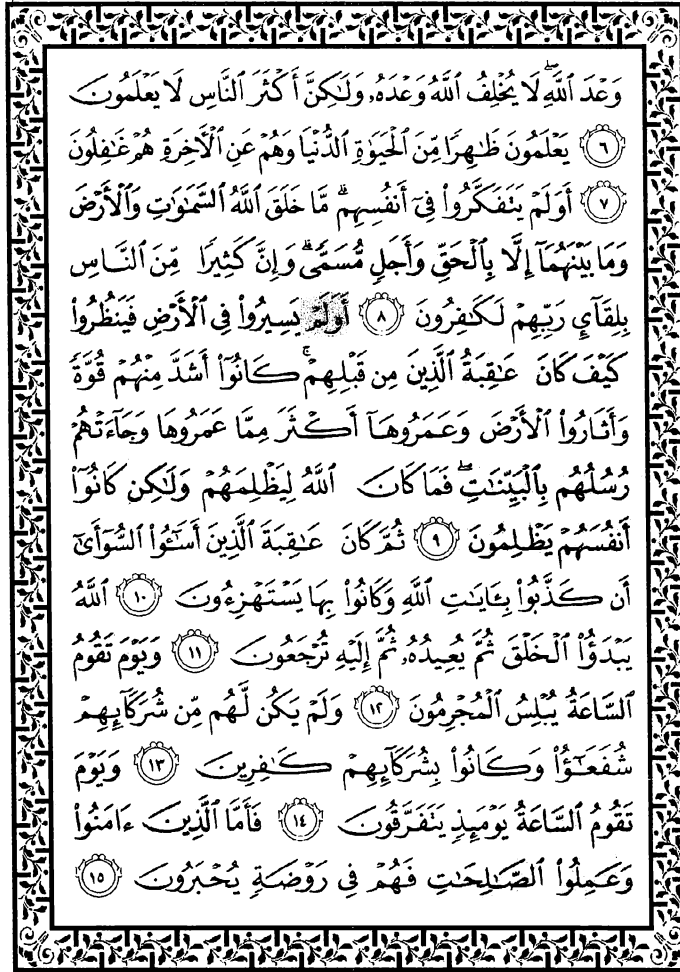 وَعْدَ ٱللَّهِ ۖ لَا يُخْلِفُ ٱللَّهُ وَعْدَهُۥ وَلَٰكِنَّ أَكْثَرَ ٱلنَّاسِ لَا يَعْلَمُونَ
٦ يَعْلَمُونَ ظَٰهِرًا مِّنَ ٱلْحَيَوٰةِ ٱلدُّنْيَا وَهُمْ عَنِ ٱلْءَاخِرَةِ هُمْ غَٰفِلُونَ
٧ أَوَلَمْ يَتَفَكَّرُوا۟ فِىٓ أَنفُسِهِم ۗ مَّا خَلَقَ ٱللَّهُ ٱلسَّمَٰوَٰتِ وَٱلْأَرْضَ
وَمَا بَيْنَهُمَآ إِلَّا بِٱلْحَقِّ وَأَجَلٍ مُّسَمًّى ۗ وَإِنَّ كَثِيرًا مِّنَ ٱلنَّاسِ
بِلِقَآئِ رَبِّهِمْ لَكَٰفِرُونَ ٨ أَوَلَمْ يَسِيرُوا۟ فِى ٱلْأَرْضِ فَيَنظُرُوا۟
كَيْفَ كَانَ عَٰقِبَةُ ٱلَّذِينَ مِن قَبْلِهِمْ ۚ كَانُوٓا۟ أَشَدَّ مِنْهُمْ قُوَّةً
وَأَثَارُوا۟ ٱلْأَرْضَ وَعَمَرُوهَآ أَكْثَرَ مِمَّا عَمَرُوهَا وَجَآءَتْهُمْ
رُسُلُهُم بِٱلْبَيِّنَٰتِ ۖ فَمَا كَانَ ٱللَّهُ لِيَظْلِمَهُمْ وَلَٰكِن كَانُوٓا۟
أَنفُسَهُمْ يَظْلِمُونَ ٩ ثُمَّ كَانَ عَٰقِبَةَ ٱلَّذِينَ أَسَٰٓـُٔوا۟ ٱلسُّوٓأَىٰٓ
أَن كَذَّبُوا۟ بِـَٔايَٰتِ ٱللَّهِ وَكَانُوا۟ بِهَا يَسْتَهْزِءُونَ ١٠ ٱللَّهُ
يَبْدَؤُا۟ ٱلْخَلْقَ ثُمَّ يُعِيدُهُۥ ثُمَّ إِلَيْهِ تُرْجَعُونَ ١١ وَيَوْمَ تَقُومُ
ٱلسَّاعَةُ يُبْلِسُ ٱلْمُجْرِمُونَ ١٢ وَلَمْ يَكُن لَّهُم مِّن شُرَكَآئِهِمْ
شُفَعَٰٓؤُا۟ وَكَانُوا۟ بِشُرَكَآئِهِمْ كَٰفِرِينَ ١٣ وَيَوْمَ
تَقُومُ ٱلسَّاعَةُ يَوْمَئِذٍ يَتَفَرَّقُونَ ١٤ فَأَمَّا ٱلَّذِينَ ءَامَنُوا۟
وَعَمِلُوا۟ ٱلصَّٰلِحَٰتِ فَهُمْ فِى رَوْضَةٍ يُحْبَرُونَ ١٥